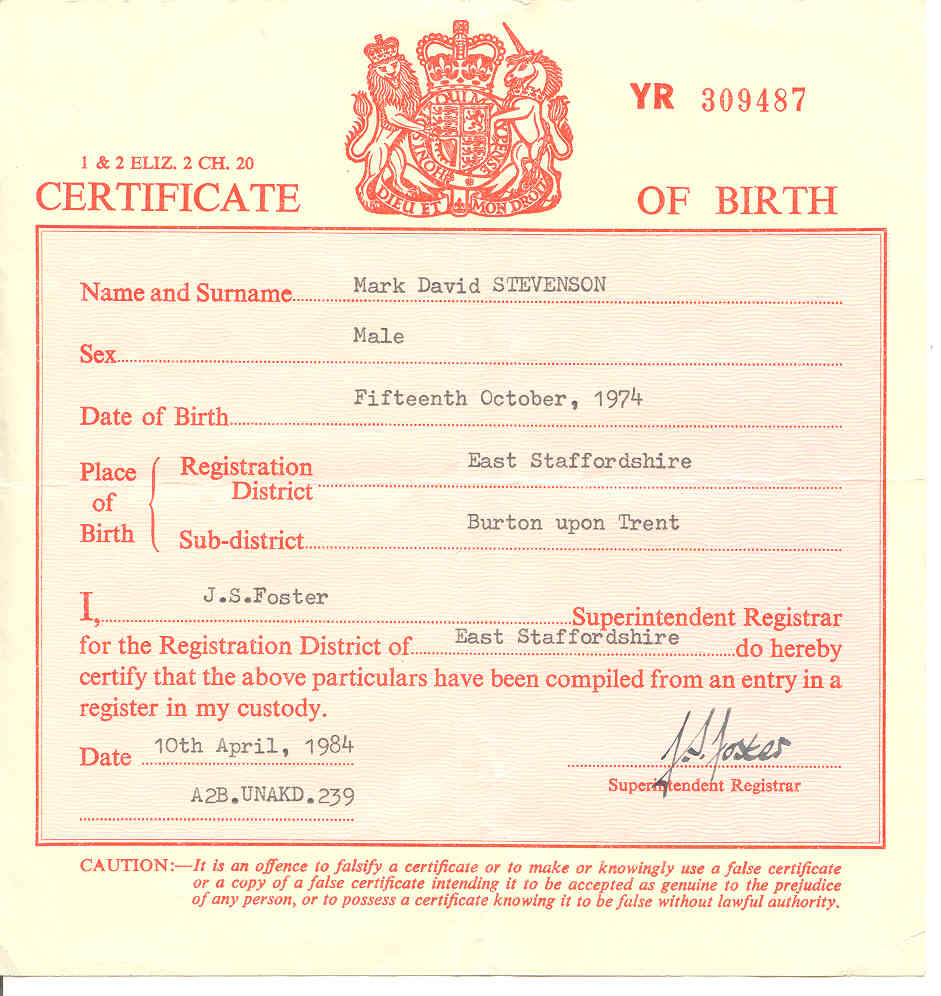 YR 309487
HONI SOIT QUI MAL Y PENSE
DIEU ET MON DROIT
1 & 2 ELIZ. 2 CH. 20
CERTIFICATE OF BIRTH
Name and Surname Mark David STEVENSON
Sex Male
Date of Birth Fifteenth October, 1974
Place of Birth
Registration District East Staffordshire
Sub-district Burton upon Trent
I, J.S.Foster Superintendent Registrar
for the Registration District of East Staffordshire do hereby
certify that the above particulars have been compiled from an entry in a
register in my custody.
Date 10th April, 1984
J.S. Foster
Superintendent Registrar
A2B.UNAKD.239
CAUTION:—It is an offence to falsify a certificate or to make or knowingly use a false certificate
or a copy of a false certificate intending it to be accepted as genuine to the prejudice
of any person, or to possess a certificate knowing it to be false without lawful authority.